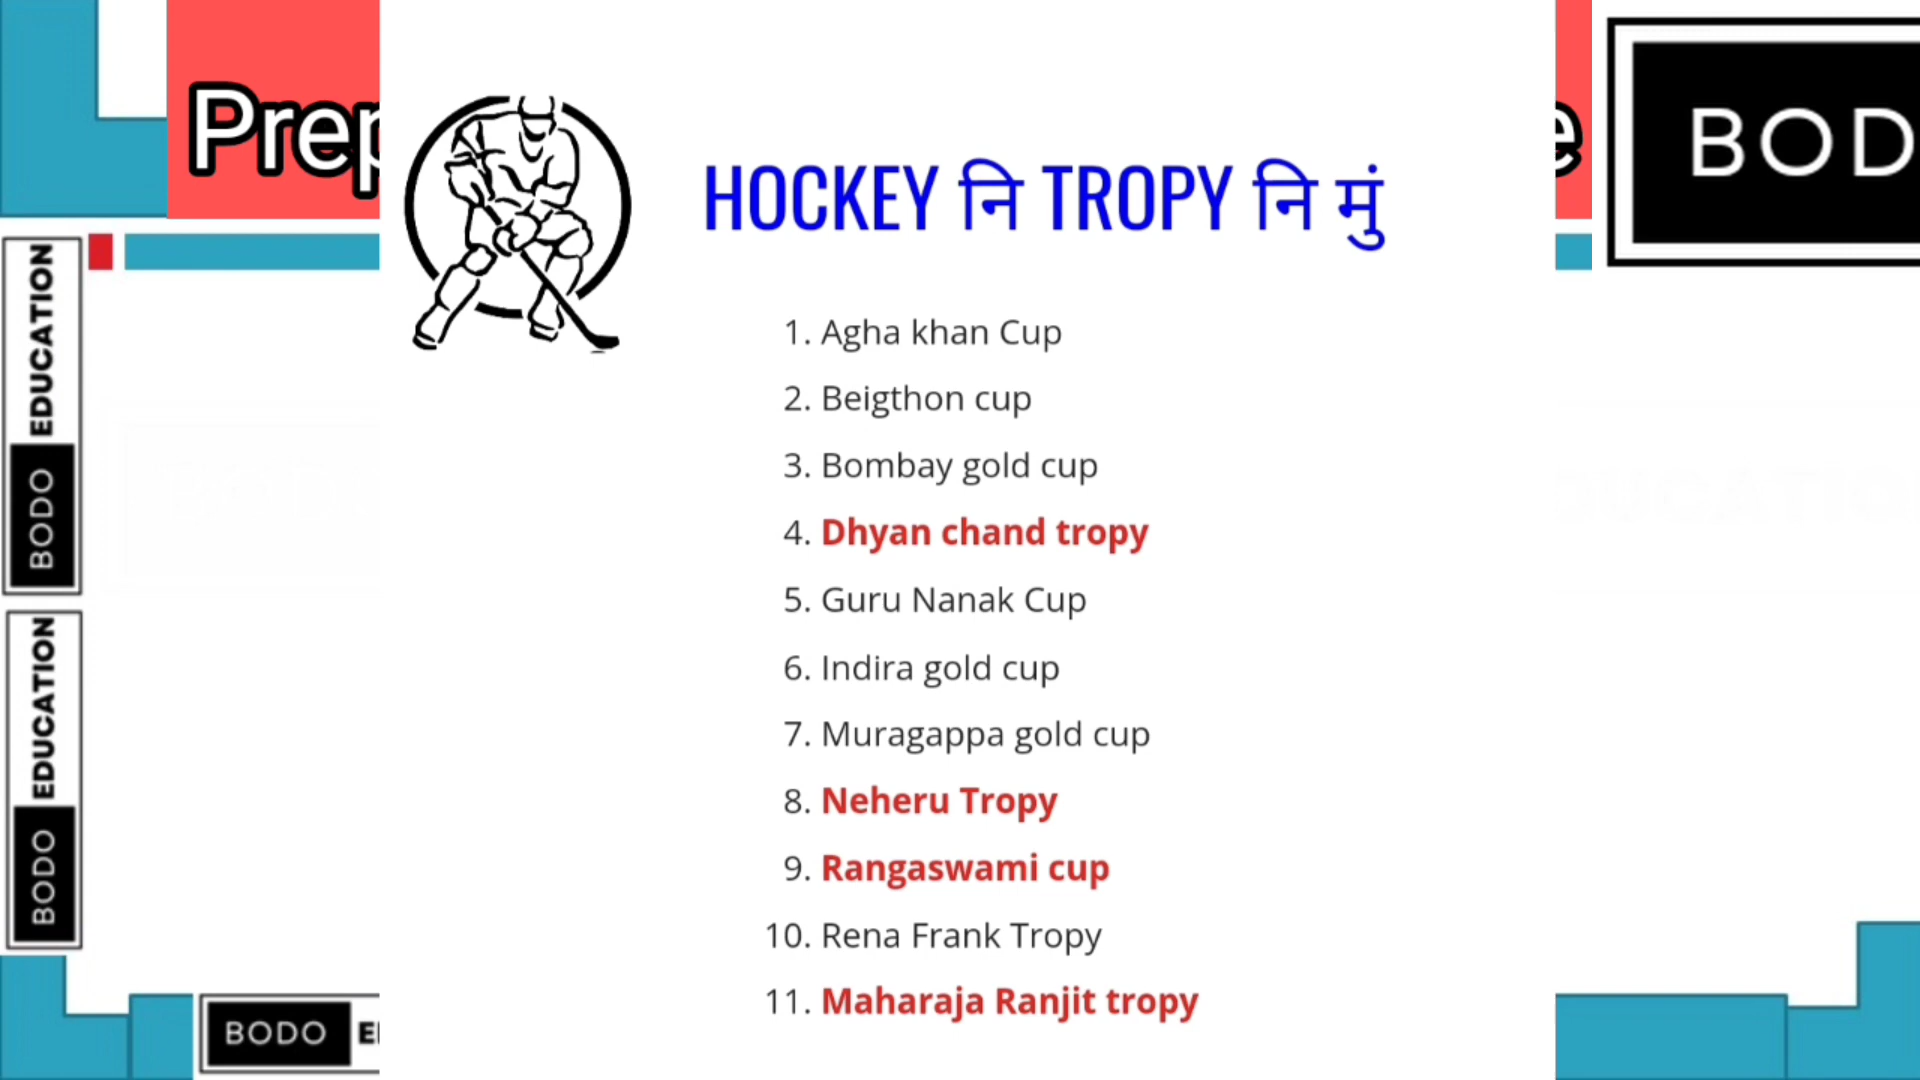 Prep
BOD
HOCKEY नि TROPY नि मुं
1. Agha khan Cup
2. Beigthon cup
3. Bombay gold cup
4. Dhyan chand tropy
5. Guru Nanak Cup
6. Indira gold cup
7. Muragappa gold cup
8. Neheru Tropy
9. Rangaswami cup
10. Rena Frank Tropy
11. Maharaja Ranjit tropy
BODO EDUCATION
BODO EDUCATION
BODO